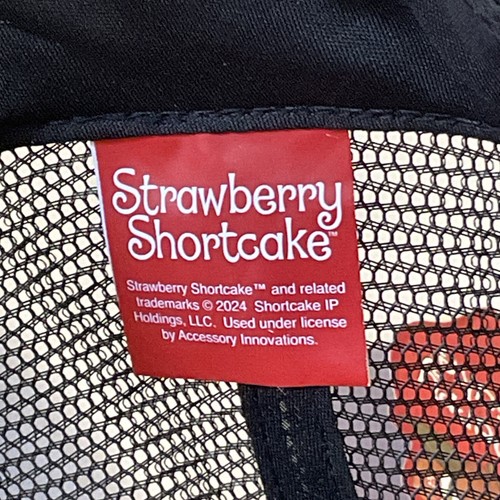 Strawberry
Shortcake™
Strawberry Shortcake™ and related
trademarks © 2024 Shortcake IP
Holdings, LLC. Used under license
by Accessory Innovations.